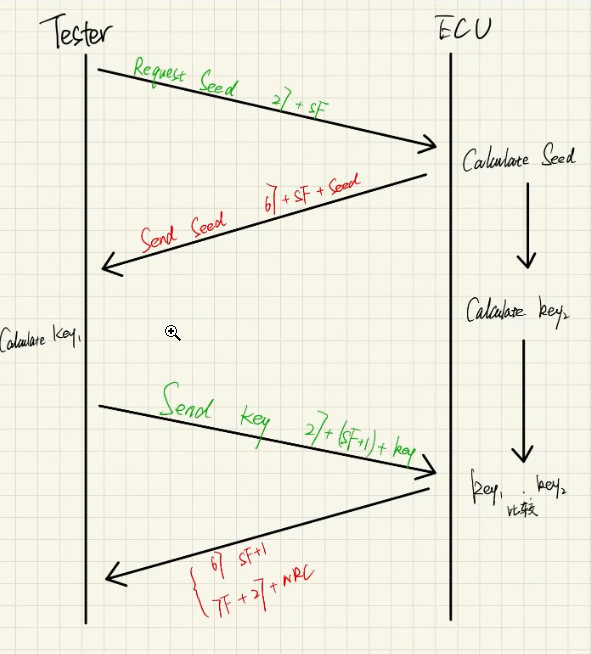 Tester
ECU
Request Seed 27+SF
Calculate Seed
67+SF+Seed
Send Seed
Calculate key2
Calculate key1
Send key 27+(SF+1)+key
key1 key2
比较
67 SF+1
7F+27+NRC